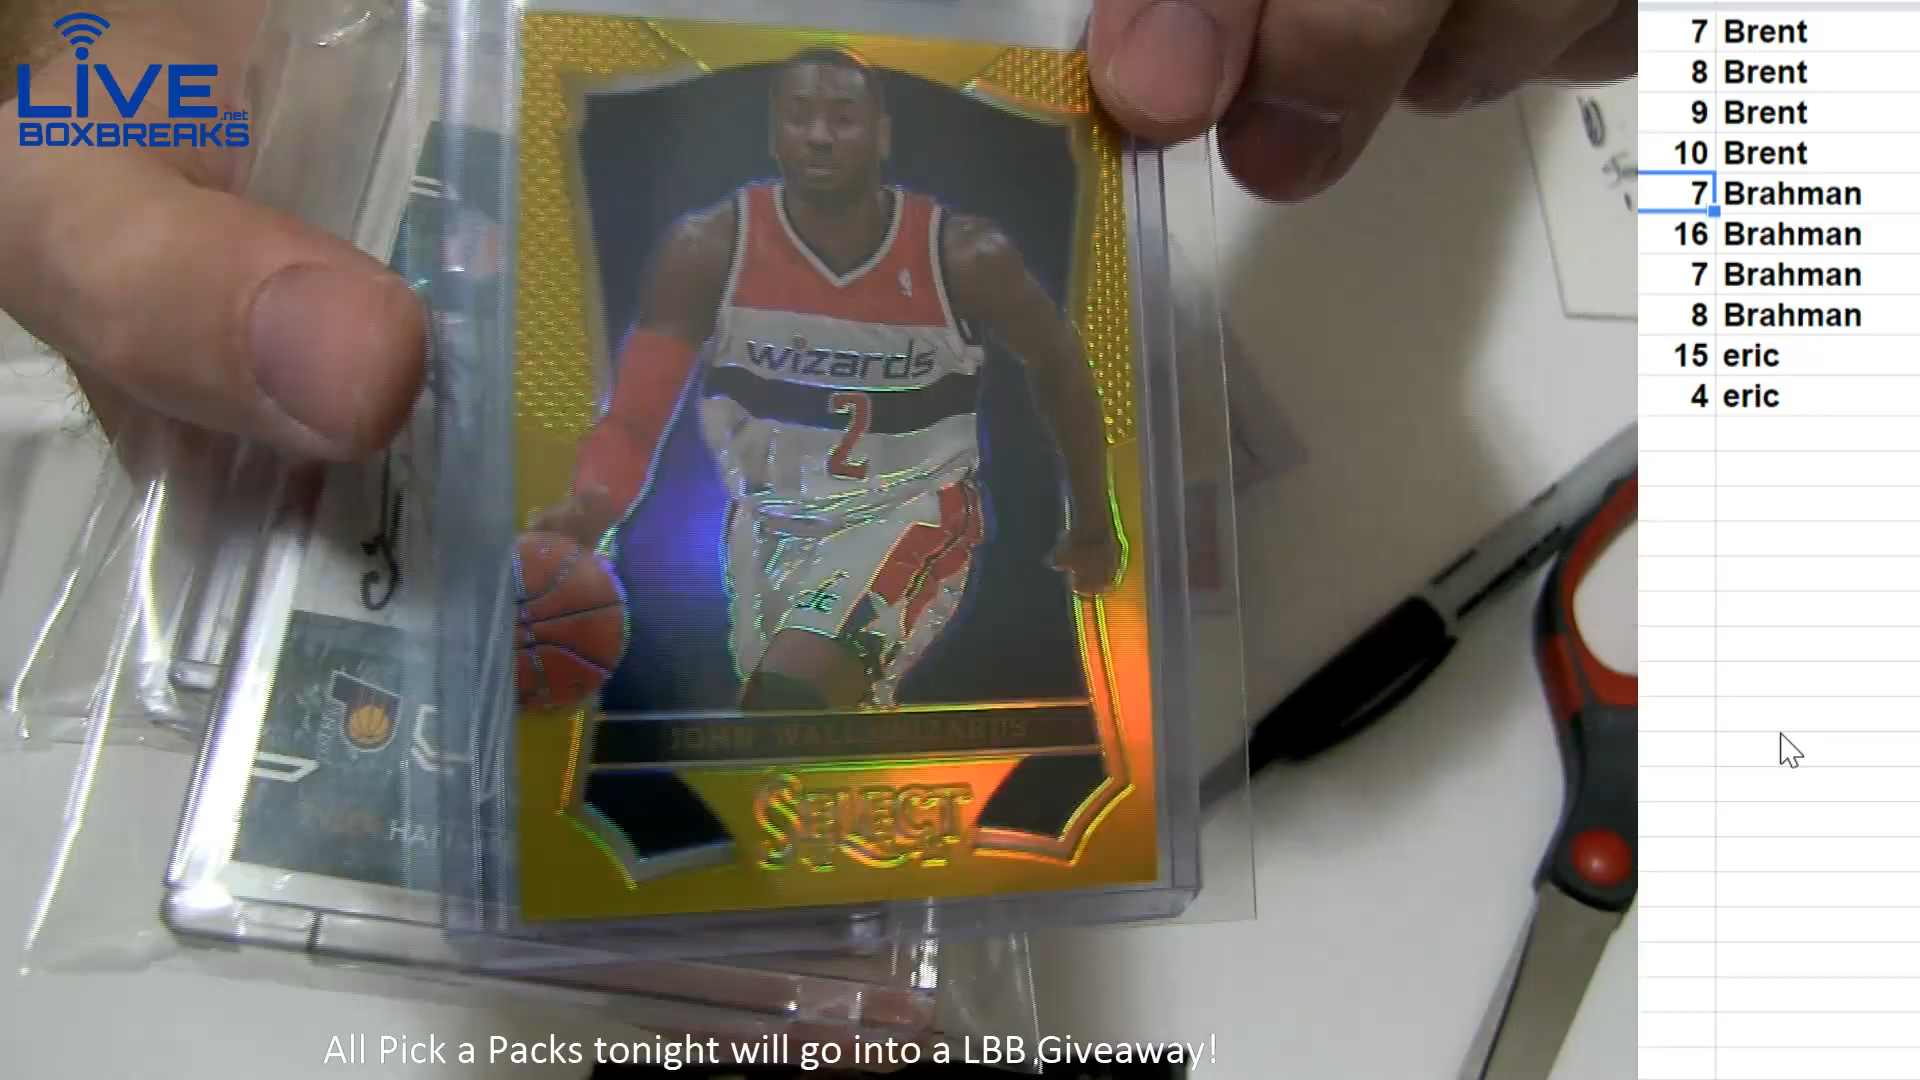 LIVE.net
BOXBREAKS
wizards
2
JOHN WALL WIZARDS
SELECT
HAN
7 Brent
8 Brent
9 Brent
10 Brent
7 Brahman
16 Brahman
7 Brahman
8 Brahman
15 eric
4 eric
All Pick a Packs tonight will go into a LBB Giveaway!